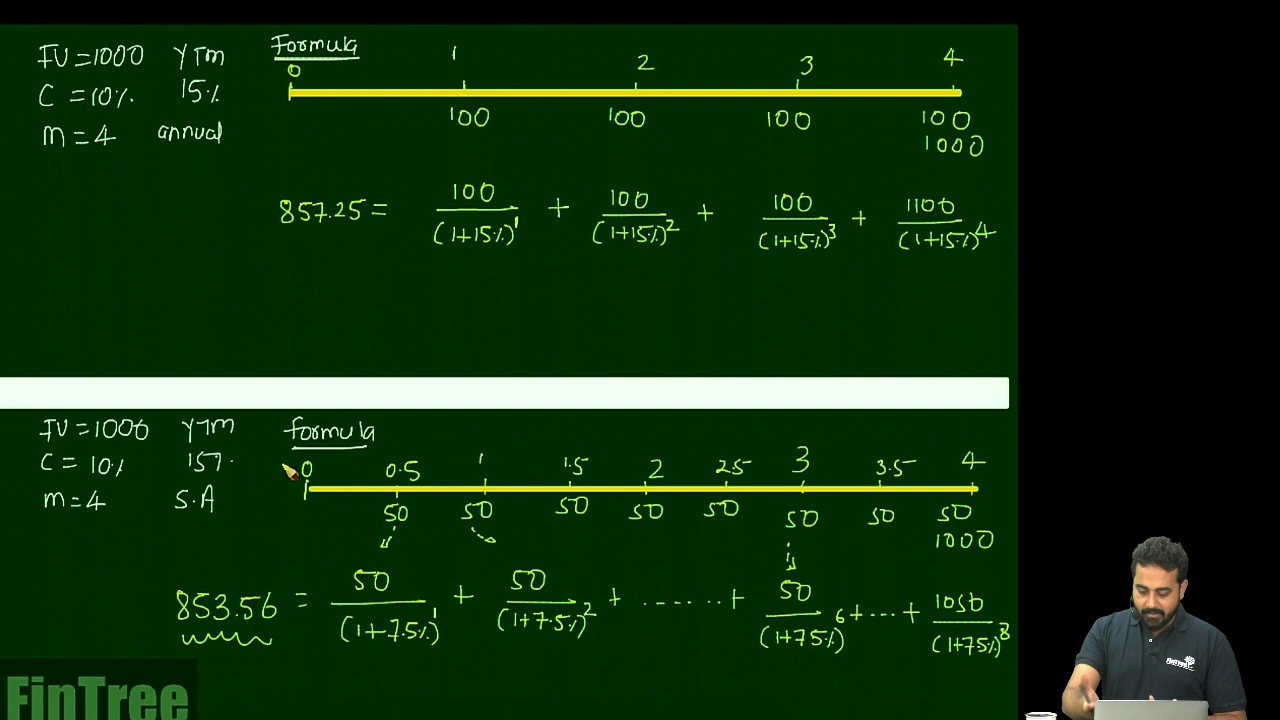 FV = 1000 YTM
C = 10% 15%
m = 4 annual
Formula
0 1 2 3 4
100 100 100 100
1000
857.25 = 100/(1+15%)^1 + 100/(1+15%)^2 + 100/(1+15%)^3 + 1100/(1+15%)^4
FV = 1000 YTM
C = 10% 15%
m = 4 S.A
Formula
0 0.5 1 1.5 2 2.5 3 3.5 4
50 50 50 50 50 50 50 50
1000
853.56 = 50/(1+7.5%)^1 + 50/(1+7.5%)^2 + ...... + 50/(1+75%)^6 + .... + 1050/(1+75%)^8
FinTree